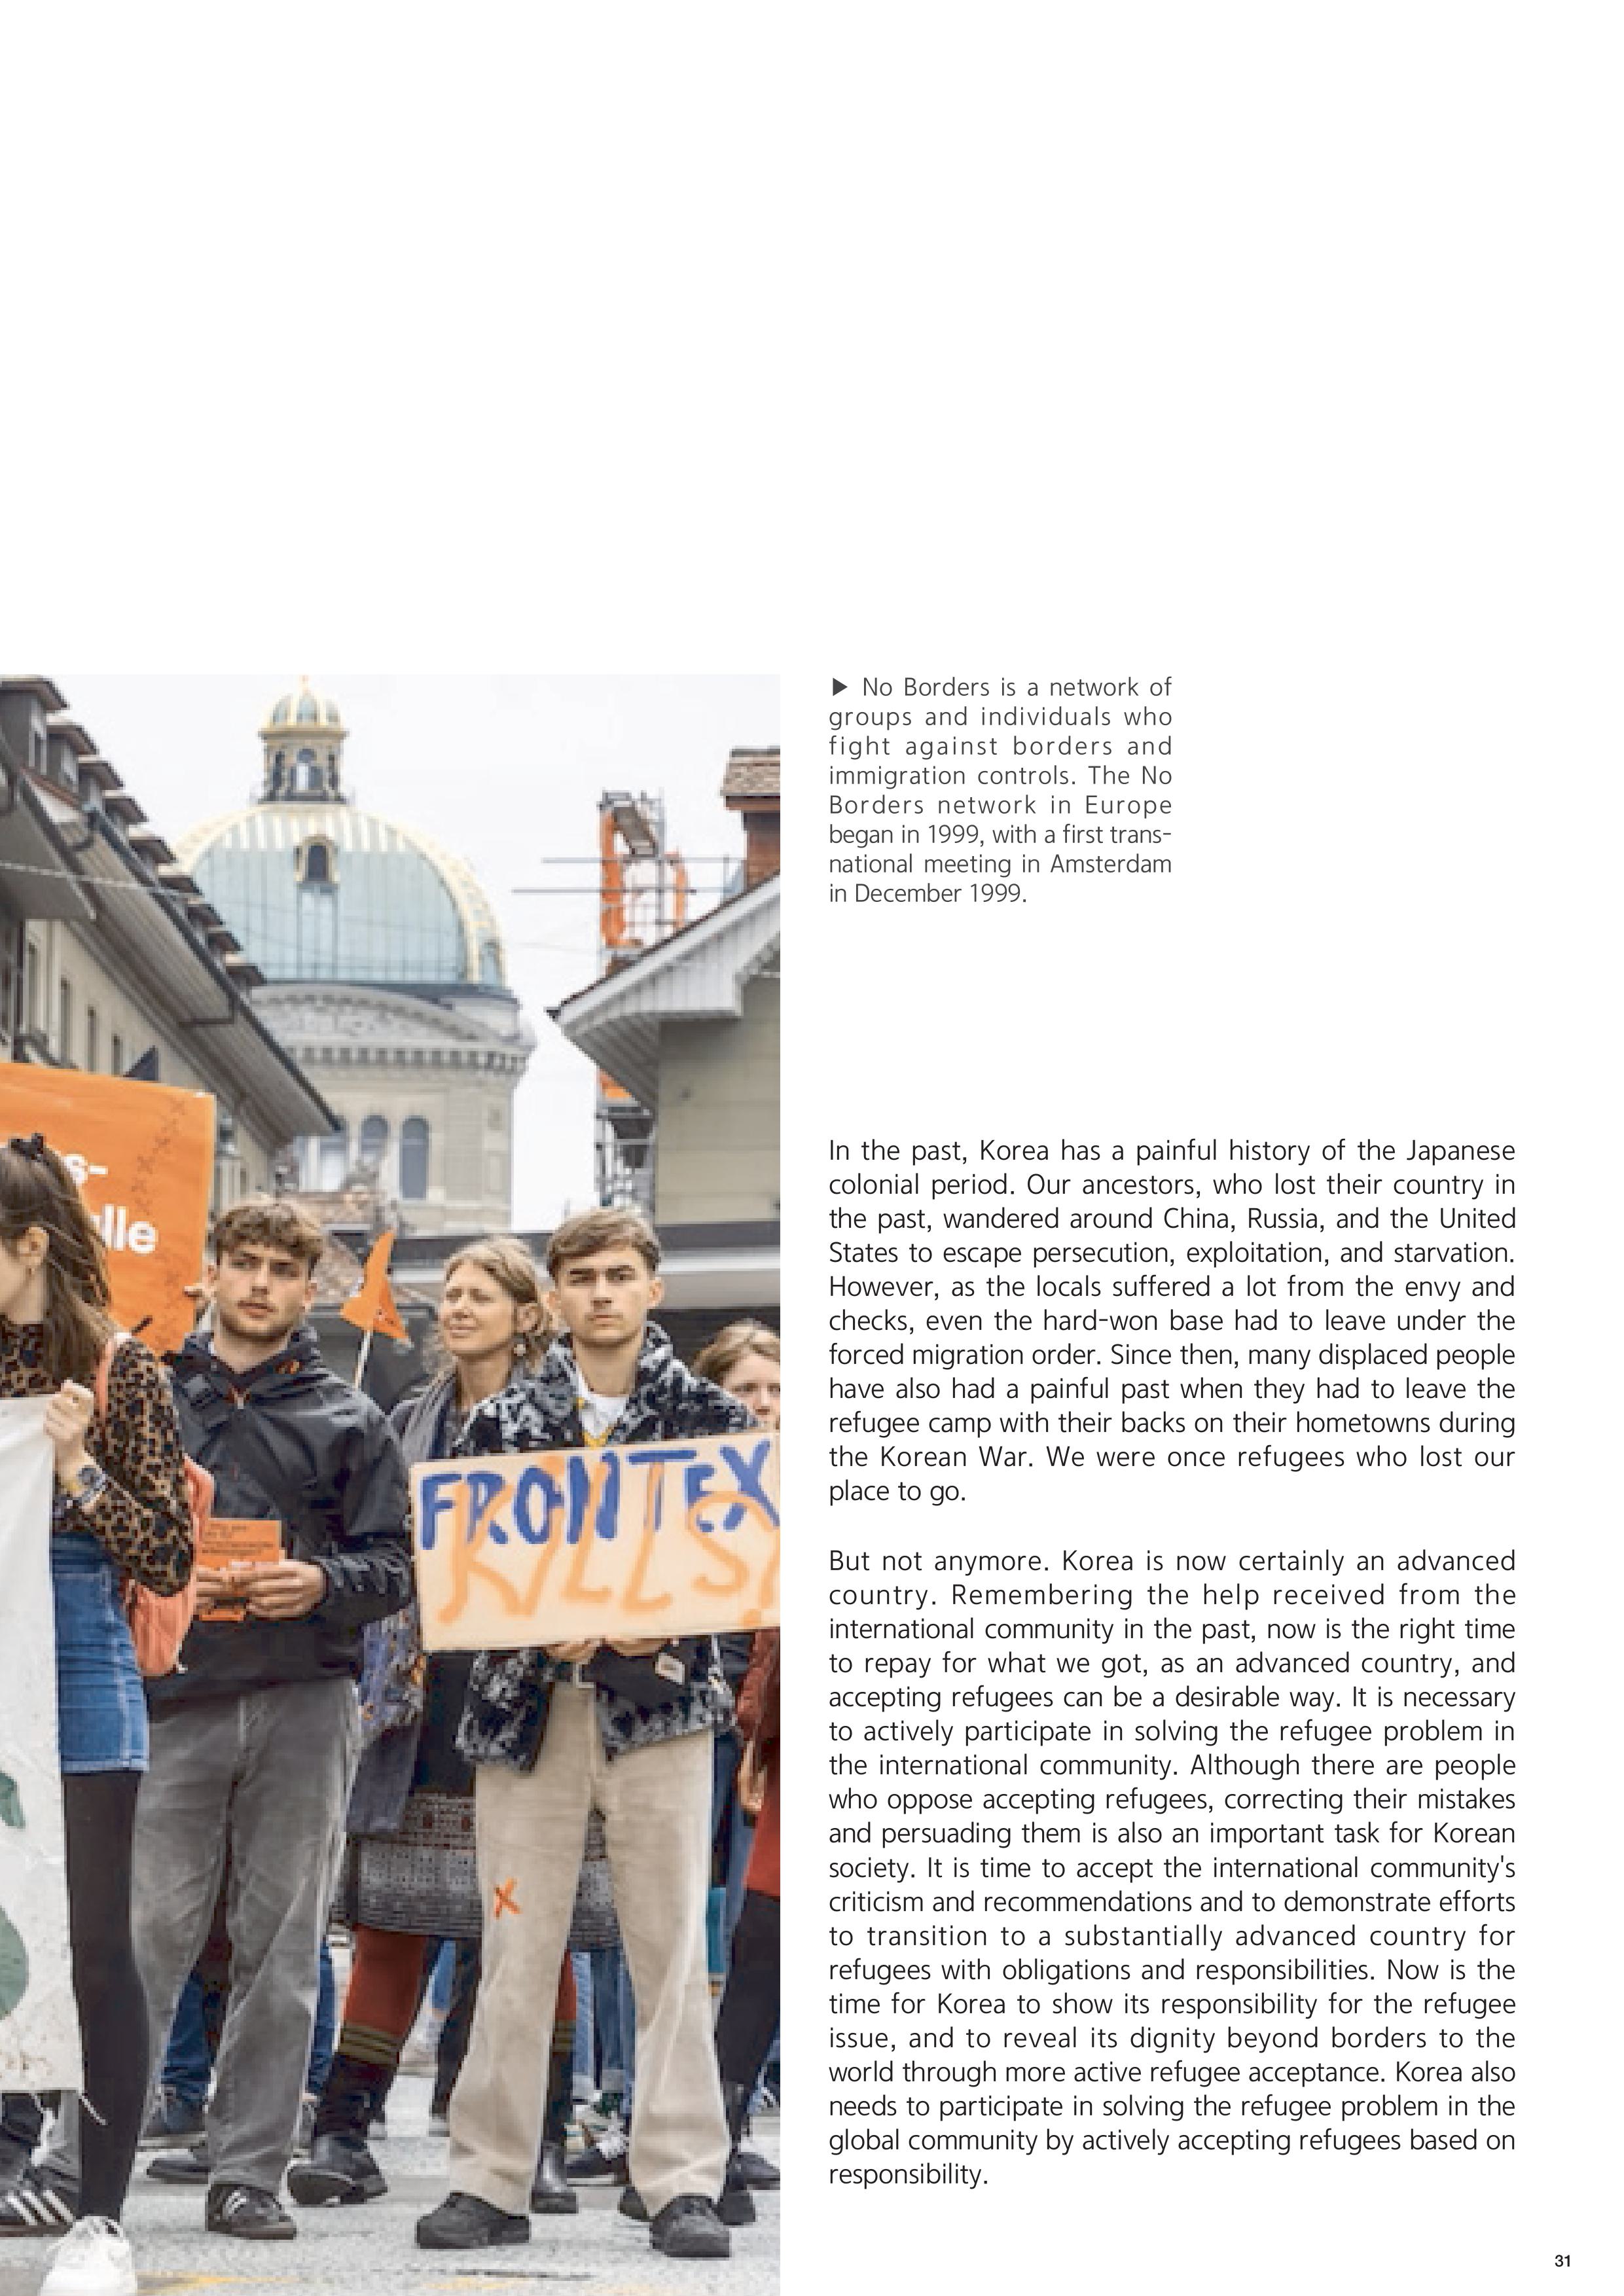 s-
lle
FRONTEX
KILLS!
▶ No Borders is a network of
groups and individuals who
fight against borders and
immigration controls. The No
Borders network in Europe
began in 1999, with a first trans-
national meeting in Amsterdam
in December 1999.
In the past, Korea has a painful history of the Japanese
colonial period. Our ancestors, who lost their country in
the past, wandered around China, Russia, and the United
States to escape persecution, exploitation, and starvation.
However, as the locals suffered a lot from the envy and
checks, even the hard-won base had to leave under the
forced migration order. Since then, many displaced people
have also had a painful past when they had to leave the
refugee camp with their backs on their hometowns during
the Korean War. We were once refugees who lost our
place to go.
But not anymore. Korea is now certainly an advanced
country. Remembering the help received from the
international community in the past, now is the right time
to repay for what we got, as an advanced country, and
accepting refugees can be a desirable way. It is necessary
to actively participate in solving the refugee problem in
the international community. Although there are people
who oppose accepting refugees, correcting their mistakes
and persuading them is also an important task for Korean
society. It is time to accept the international community's
criticism and recommendations and to demonstrate efforts
to transition to a substantially advanced country for
refugees with obligations and responsibilities. Now is the
time for Korea to show its responsibility for the refugee
issue, and to reveal its dignity beyond borders to the
world through more active refugee acceptance. Korea also
needs to participate in solving the refugee problem in the
global community by actively accepting refugees based on
responsibility.
31